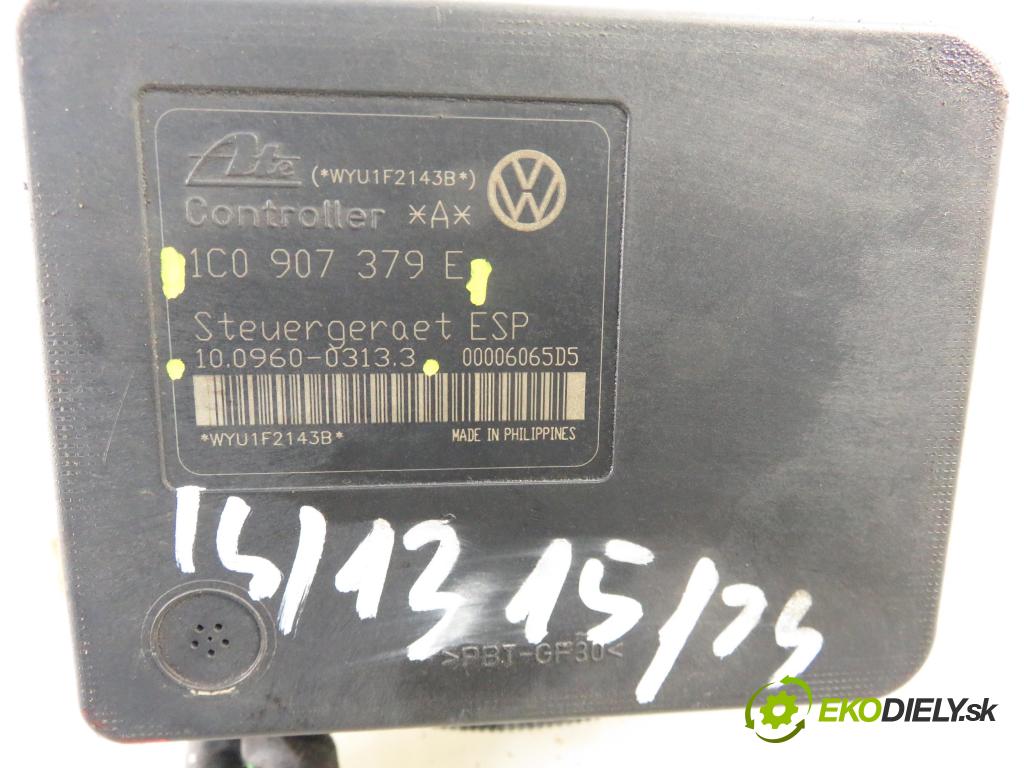 Ate (*WYU1F2143B*)
Controller *A*
1C0 907 379 E
Steuergeraet ESP
10.0960-0313.3 00006065D5
*WYU1F2143B* MADE IN PHILIPPINES
15/13 15/24
>PBT-GF30<
EKODIELY.sk